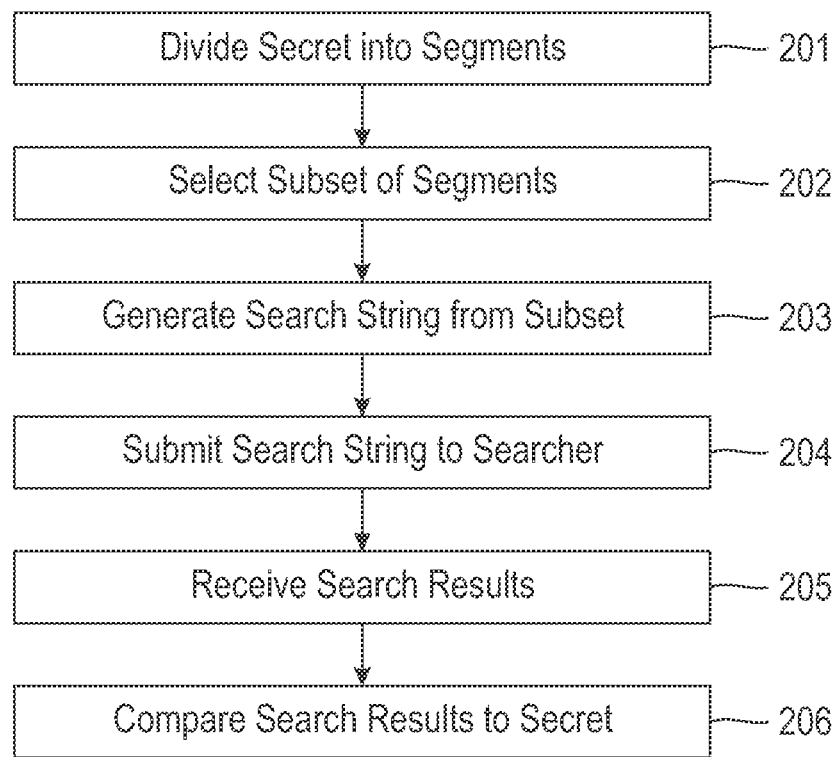 Divide Secret into Segments 201
Select Subset of Segments 202
Generate Search String from Subset 203
Submit Search String to Searcher 204
Receive Search Results 205
Compare Search Results to Secret 206